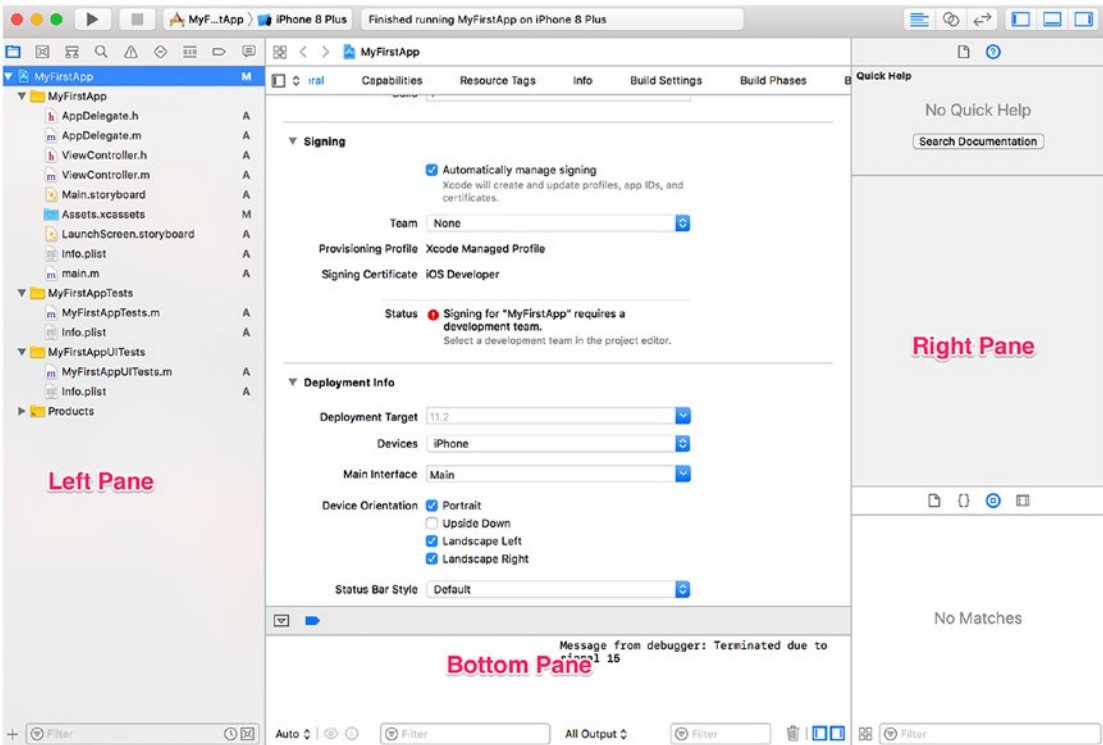 MyF...tApp
iPhone 8 Plus
Finished running MyFirstApp on iPhone 8 Plus
MyFirstApp M
MyFirstApp
AppDelegate.h A
AppDelegate.m A
ViewController.h A
ViewController.m A
Main.storyboard A
Assets.xcassets M
LaunchScreen.storyboard A
Info.plist A
main.m A
MyFirstAppTests
MyFirstAppTests.m A
Info.plist A
MyFirstAppUITests
MyFirstAppUITests.m A
Info.plist A
Products
Left Pane
Filter
MyFirstApp
Capabilities Resource Tags Info Build Settings Build Phases B
Signing
Automatically manage signing
Xcode will create and update profiles, app IDs, and
certificates.
Team None
Provisioning Profile Xcode Managed Profile
Signing Certificate iOS Developer
Status Signing for "MyFirstApp" requires a
development team.
Select a development team in the project editor.
Deployment Info
Deployment Target 11.2
Devices iPhone
Main Interface Main
Device Orientation Portrait
Upside Down
Landscape Left
Landscape Right
Status Bar Style Default
Message from debugger: Terminated due to
signal 15
Bottom Pane
Auto Filter All Output Filter
Quick Help
No Quick Help
Search Documentation
Right Pane
No Matches
Filter